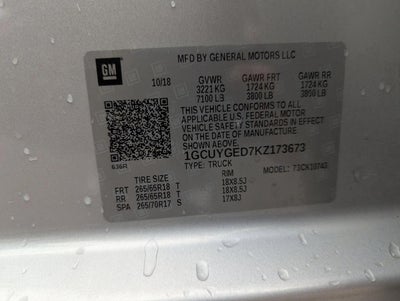 GM
MFD BY GENERAL MOTORS LLC
10/18 GVWR GAWR FRT GAWR RR
3221 KG 1724 KG 1724 KG
7100 LB 3800 LB 3800 LB
THIS VEHICLE CONFORMS TO ALL
APPLICABLE U.S. FEDERAL MOTOR
VEHICLE SAFETY STANDARDS IN
EFFECT ON THE DATE OF
MANUFACTURE SHOWN ABOVE.
1GCUYGED7KZ173673
TYPE: TRUCK MODEL:
TIRE SIZE RIM
FRT 265/65R18 T 18X8.5J
RR 265/65R18 T 18X8.5J
SPA 265/70R17 S 17X8J